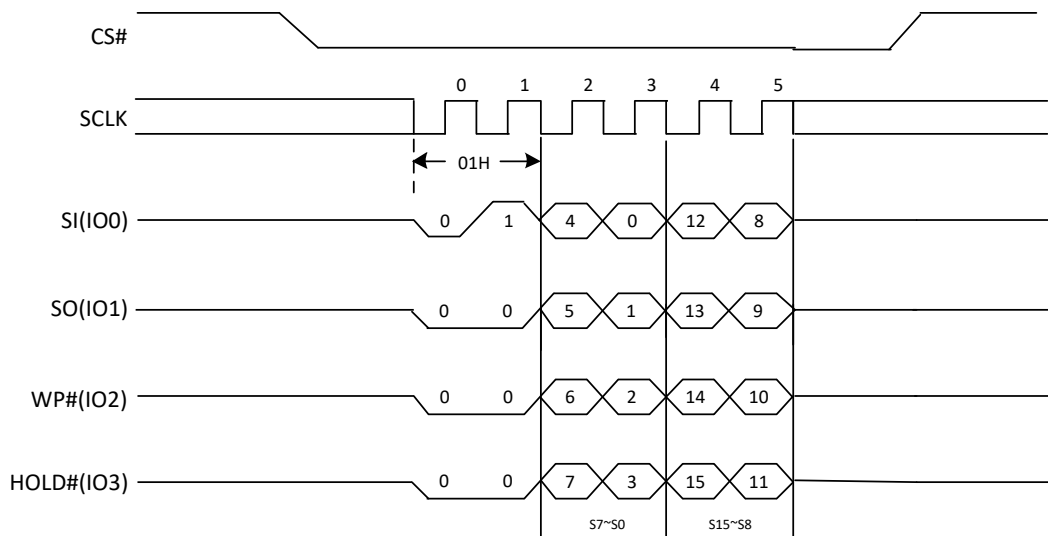 CS#
0 1 2 3 4 5
SCLK
01H
SI(IO0) 0 1 4 0 12 8
SO(IO1) 0 0 5 1 13 9
WP#(IO2) 0 0 6 2 14 10
HOLD#(IO3) 0 0 7 3 15 11
S7~S0 S15~S8